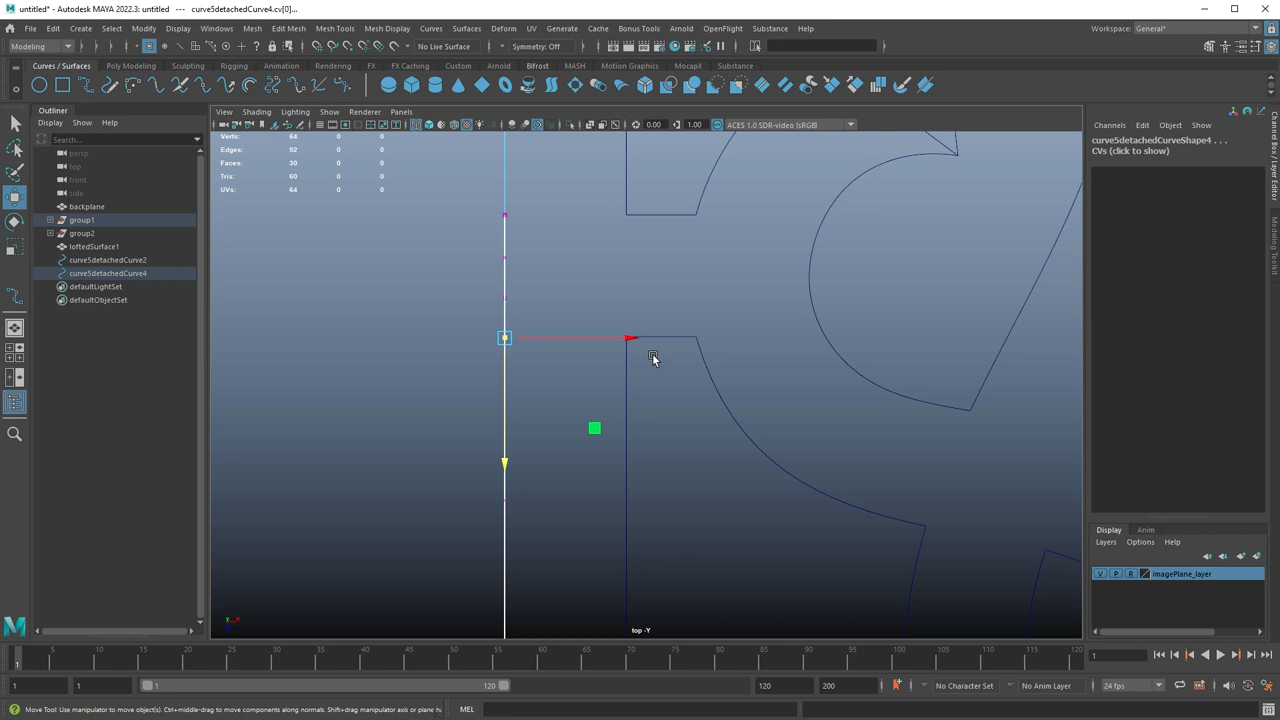 untitled* - Autodesk MAYA 2022.3: untitled --- curve5detachedCurve4.cv[0]...
File Edit Create Select Modify Display Windows Mesh Edit Mesh Mesh Tools Mesh Display Curves Surfaces Deform UV Generate Cache Bonus Tools Arnold OpenFlight Substance Help
Workspace: General*
Modeling
No Live Surface
Symmetry: Off
Curves / Surfaces Poly Modeling Sculpting Rigging Animation Rendering FX FX Caching Custom Arnold Bifrost MASH Motion Graphics MocapX Substance
Outliner
Display Show Help
Search...
persp
top
front
side
backplane
group1
group2
loftedSurface1
curve5detachedCurve2
curve5detachedCurve4
defaultLightSet
defaultObjectSet
View Shading Lighting Show Renderer Panels
0.00 1.00 ACES 1.0 SDR-video (sRGB)
Verts: 64 0 0
Edges: 92 0 0
Faces: 30 0 0
Tris: 60 0 0
UVs: 64 0 0
top -Y
Channels Edit Object Show
curve5detachedCurveShape4 . . .
CVs (click to show)
Channel Box / Layer Editor
Modeling Toolkit
Display Anim
Layers Options Help
V P R imagePlane_layer
5 10 15 20 25 30 35 40 45 50 55 60 65 70 75 80 85 90 95 100 105 110 115 120
1
1
1 1 1 120 120 200 No Character Set No Anim Layer 24 fps
Move Tool: Use manipulator to move object(s). Ctrl+middle-drag to move components along normals. Shift+drag manipulator axis or plane
MEL